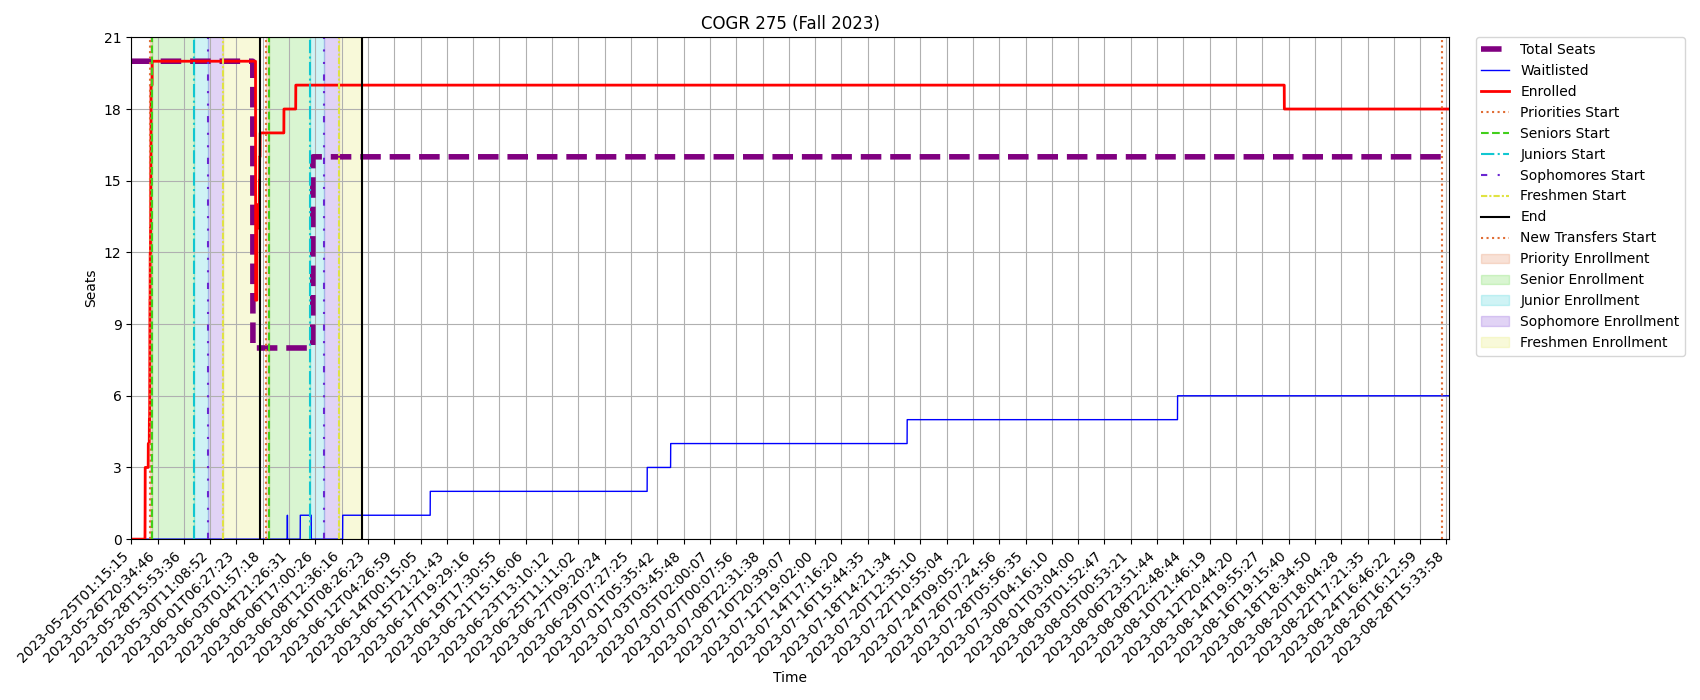 COGR 275 (Fall 2023)
21
18
15
12
9
6
3
0
Seats
2023-05-25T01:15:15
2023-05-26T20:34:46
2023-05-28T15:53:36
2023-05-30T11:08:52
2023-06-01T06:27:23
2023-06-03T01:57:18
2023-06-04T21:26:31
2023-06-06T17:00:26
2023-06-08T12:36:16
2023-06-10T08:26:23
2023-06-12T04:26:59
2023-06-14T00:15:05
2023-06-15T21:21:43
2023-06-17T19:29:16
2023-06-19T17:30:55
2023-06-21T15:16:06
2023-06-23T13:10:12
2023-06-25T11:11:02
2023-06-27T09:20:24
2023-06-29T07:27:25
2023-07-01T05:35:42
2023-07-03T03:45:48
2023-07-05T02:00:07
2023-07-07T00:07:56
2023-07-08T22:31:38
2023-07-10T20:39:07
2023-07-12T19:02:00
2023-07-14T17:16:20
2023-07-16T15:44:35
2023-07-18T14:21:34
2023-07-20T12:35:10
2023-07-22T10:55:04
2023-07-24T09:05:22
2023-07-26T07:24:56
2023-07-28T05:56:35
2023-07-30T04:16:10
2023-08-01T03:04:00
2023-08-03T01:52:47
2023-08-05T00:53:21
2023-08-06T23:51:44
2023-08-08T22:48:44
2023-08-10T21:46:19
2023-08-12T20:44:20
2023-08-14T19:55:27
2023-08-16T19:15:40
2023-08-18T18:34:50
2023-08-20T18:04:28
2023-08-22T17:21:35
2023-08-24T16:46:22
2023-08-26T16:12:59
2023-08-28T15:33:58
Time
Total Seats
Waitlisted
Enrolled
Priorities Start
Seniors Start
Juniors Start
Sophomores Start
Freshmen Start
End
New Transfers Start
Priority Enrollment
Senior Enrollment
Junior Enrollment
Sophomore Enrollment
Freshmen Enrollment